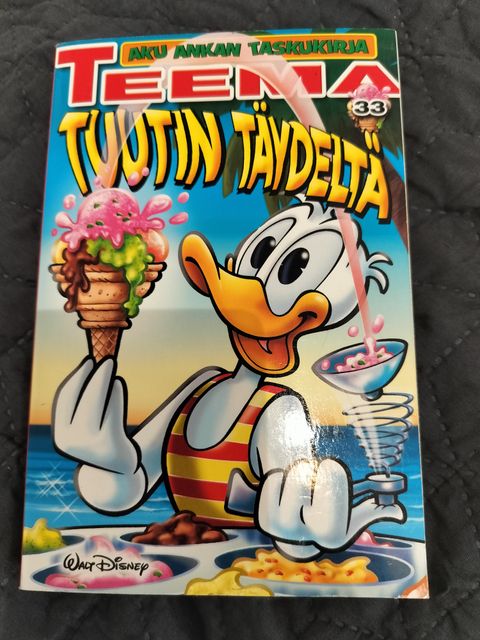 AKU ANKAN TASKUKIRJA
TEEMA
33
TUUTIN TÄYDELTÄ
WALT DISNEY